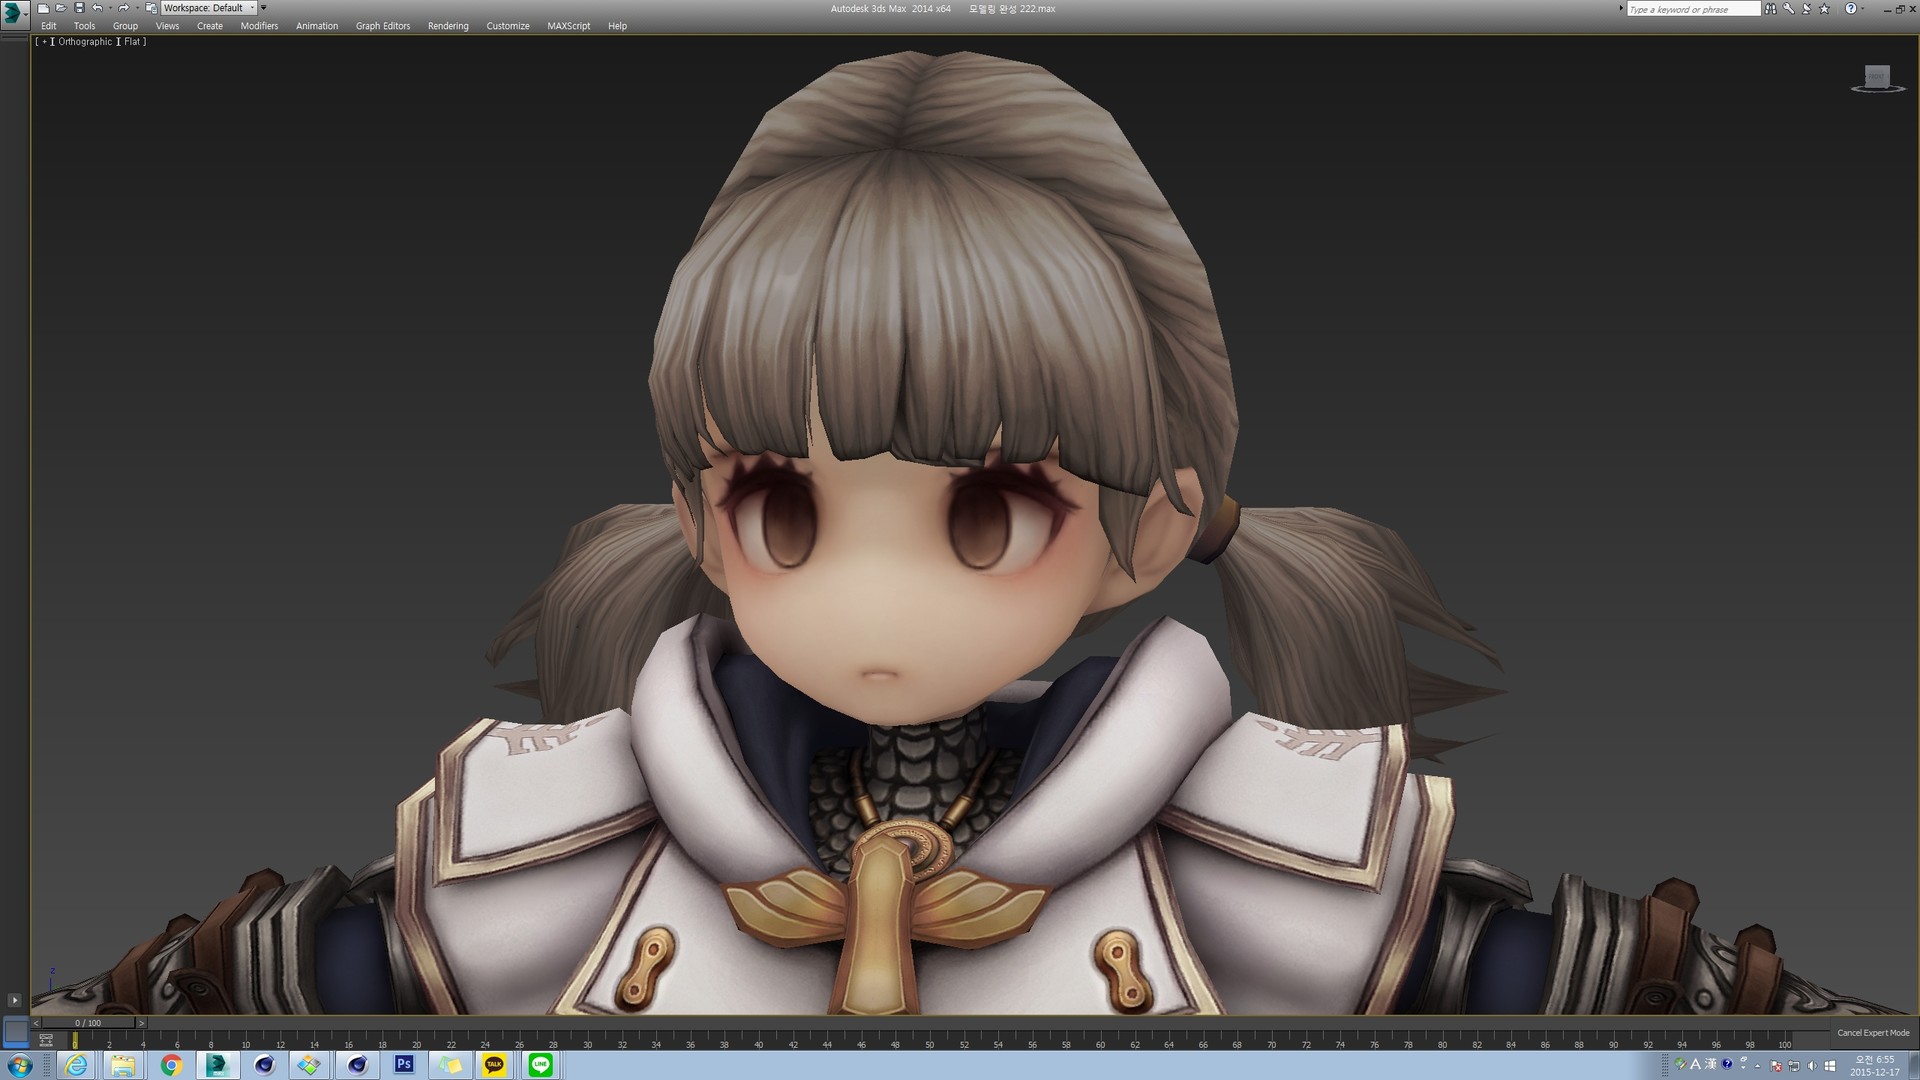 Workspace: Default
Autodesk 3ds Max 2014 x64 모델링 완성 222.max
Type a keyword or phrase
Edit Tools Group Views Create Modifiers Animation Graph Editors Rendering Customize MAXScript Help
[ + ] Orthographic ] Flat ]
z
< 0 / 100 >
0 2 4 6 8 10 12 14 16 18 20 22 24 26 28 30 32 34 36 38 40 42 44 46 48 50 52 54 56 58 60 62 64 66 68 70 72 74 76 78 80 82 84 86 88 90 92 94 96 98 100
Cancel Expert Mode
Ps
TALK
LINE
A 漢
오전 6:55
2015-12-17